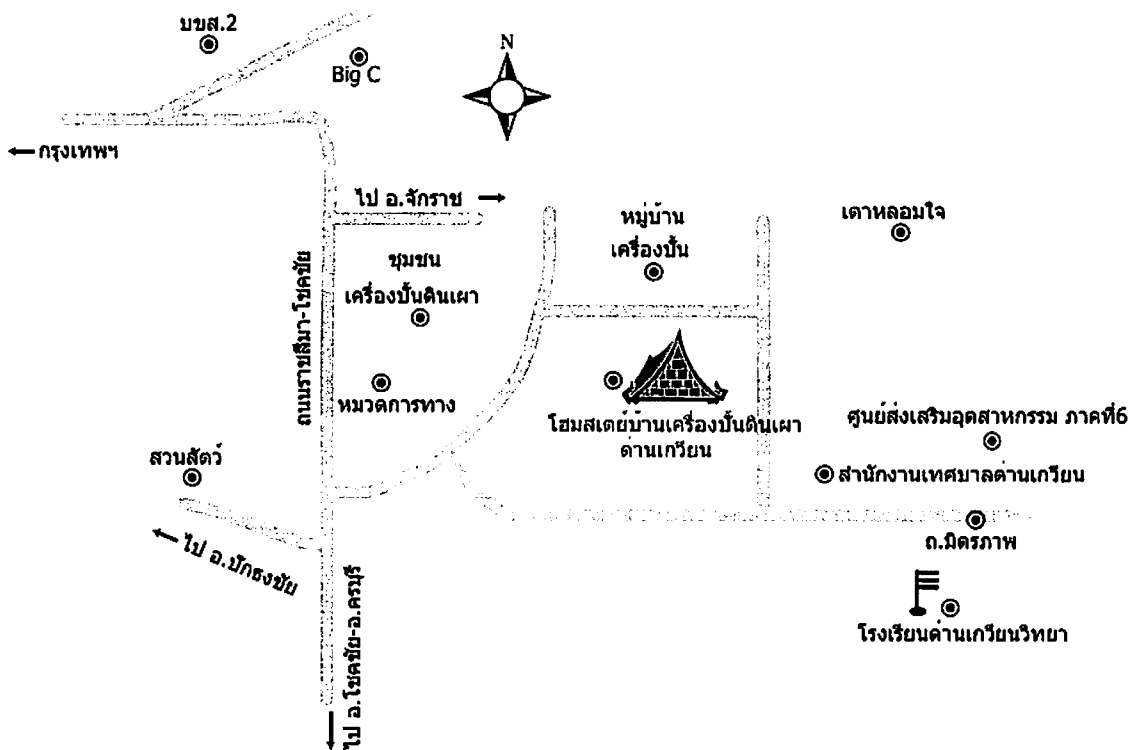 บขส.2
Big C
N
กรุงเทพฯ
ไป อ.จักราช
หมู่บ้าน
เครื่องปั้น
เตาหลอมใจ
ชุมชน
เครื่องปั้นดินเผา
ถนนราชสีมา-โชคชัย
หมวดการทาง
โฮมสเตย์บ้านเครื่องปั้นดินเผา
ด่านเกวียน
ศูนย์ส่งเสริมอุตสาหกรรม ภาคที่6
สวนสัตว์
สำนักงานเทศบาลด่านเกวียน
ไป อ.ปักธงชัย
ถ.มิตรภาพ
ไป อ.โชคชัย-อ.ครบุรี
โรงเรียนด่านเกวียนวิทยา